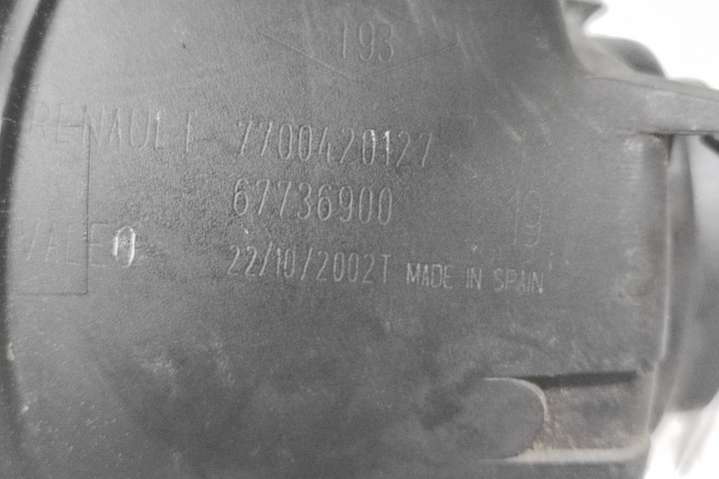 193
RENAULT 7700420127
67736900
19
VALEO 22/10/2002T MADE IN SPAIN